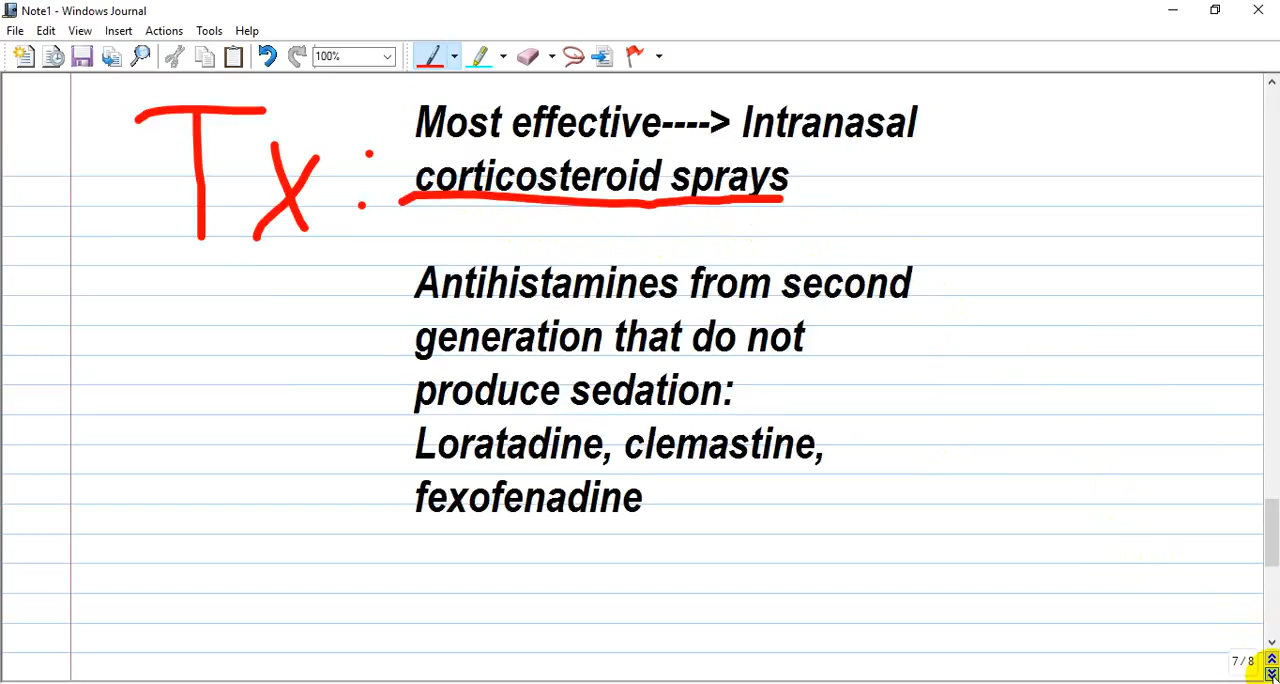 Note1 - Windows Journal
File Edit View Insert Actions Tools Help
100%
Tx:
Most effective----> Intranasal
corticosteroid sprays
Antihistamines from second
generation that do not
produce sedation:
Loratadine, clemastine,
fexofenadine
7 / 8